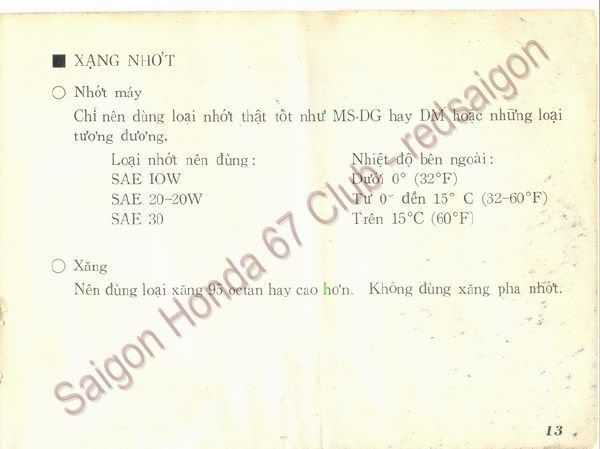 ■ XẠNG NHỚT
○ Nhớt máy
Chỉ nên dùng loại nhớt thật tốt như MS-DG hay DM hoặc những loại
tương đương.
Loại nhớt nên dùng : Nhiệt độ bên ngoài :
SAE IOW Dưới 0° (32°F)
SAE 20-20W Từ 0° đến 15° C (32-60°F)
SAE 30 Trên 15°C (60°F)
○ Xăng
Nên dùng loại xăng 95 octan hay cao hơn. Không dùng xăng pha nhớt.
Saigon Honda 67 Club - redsaigon
13